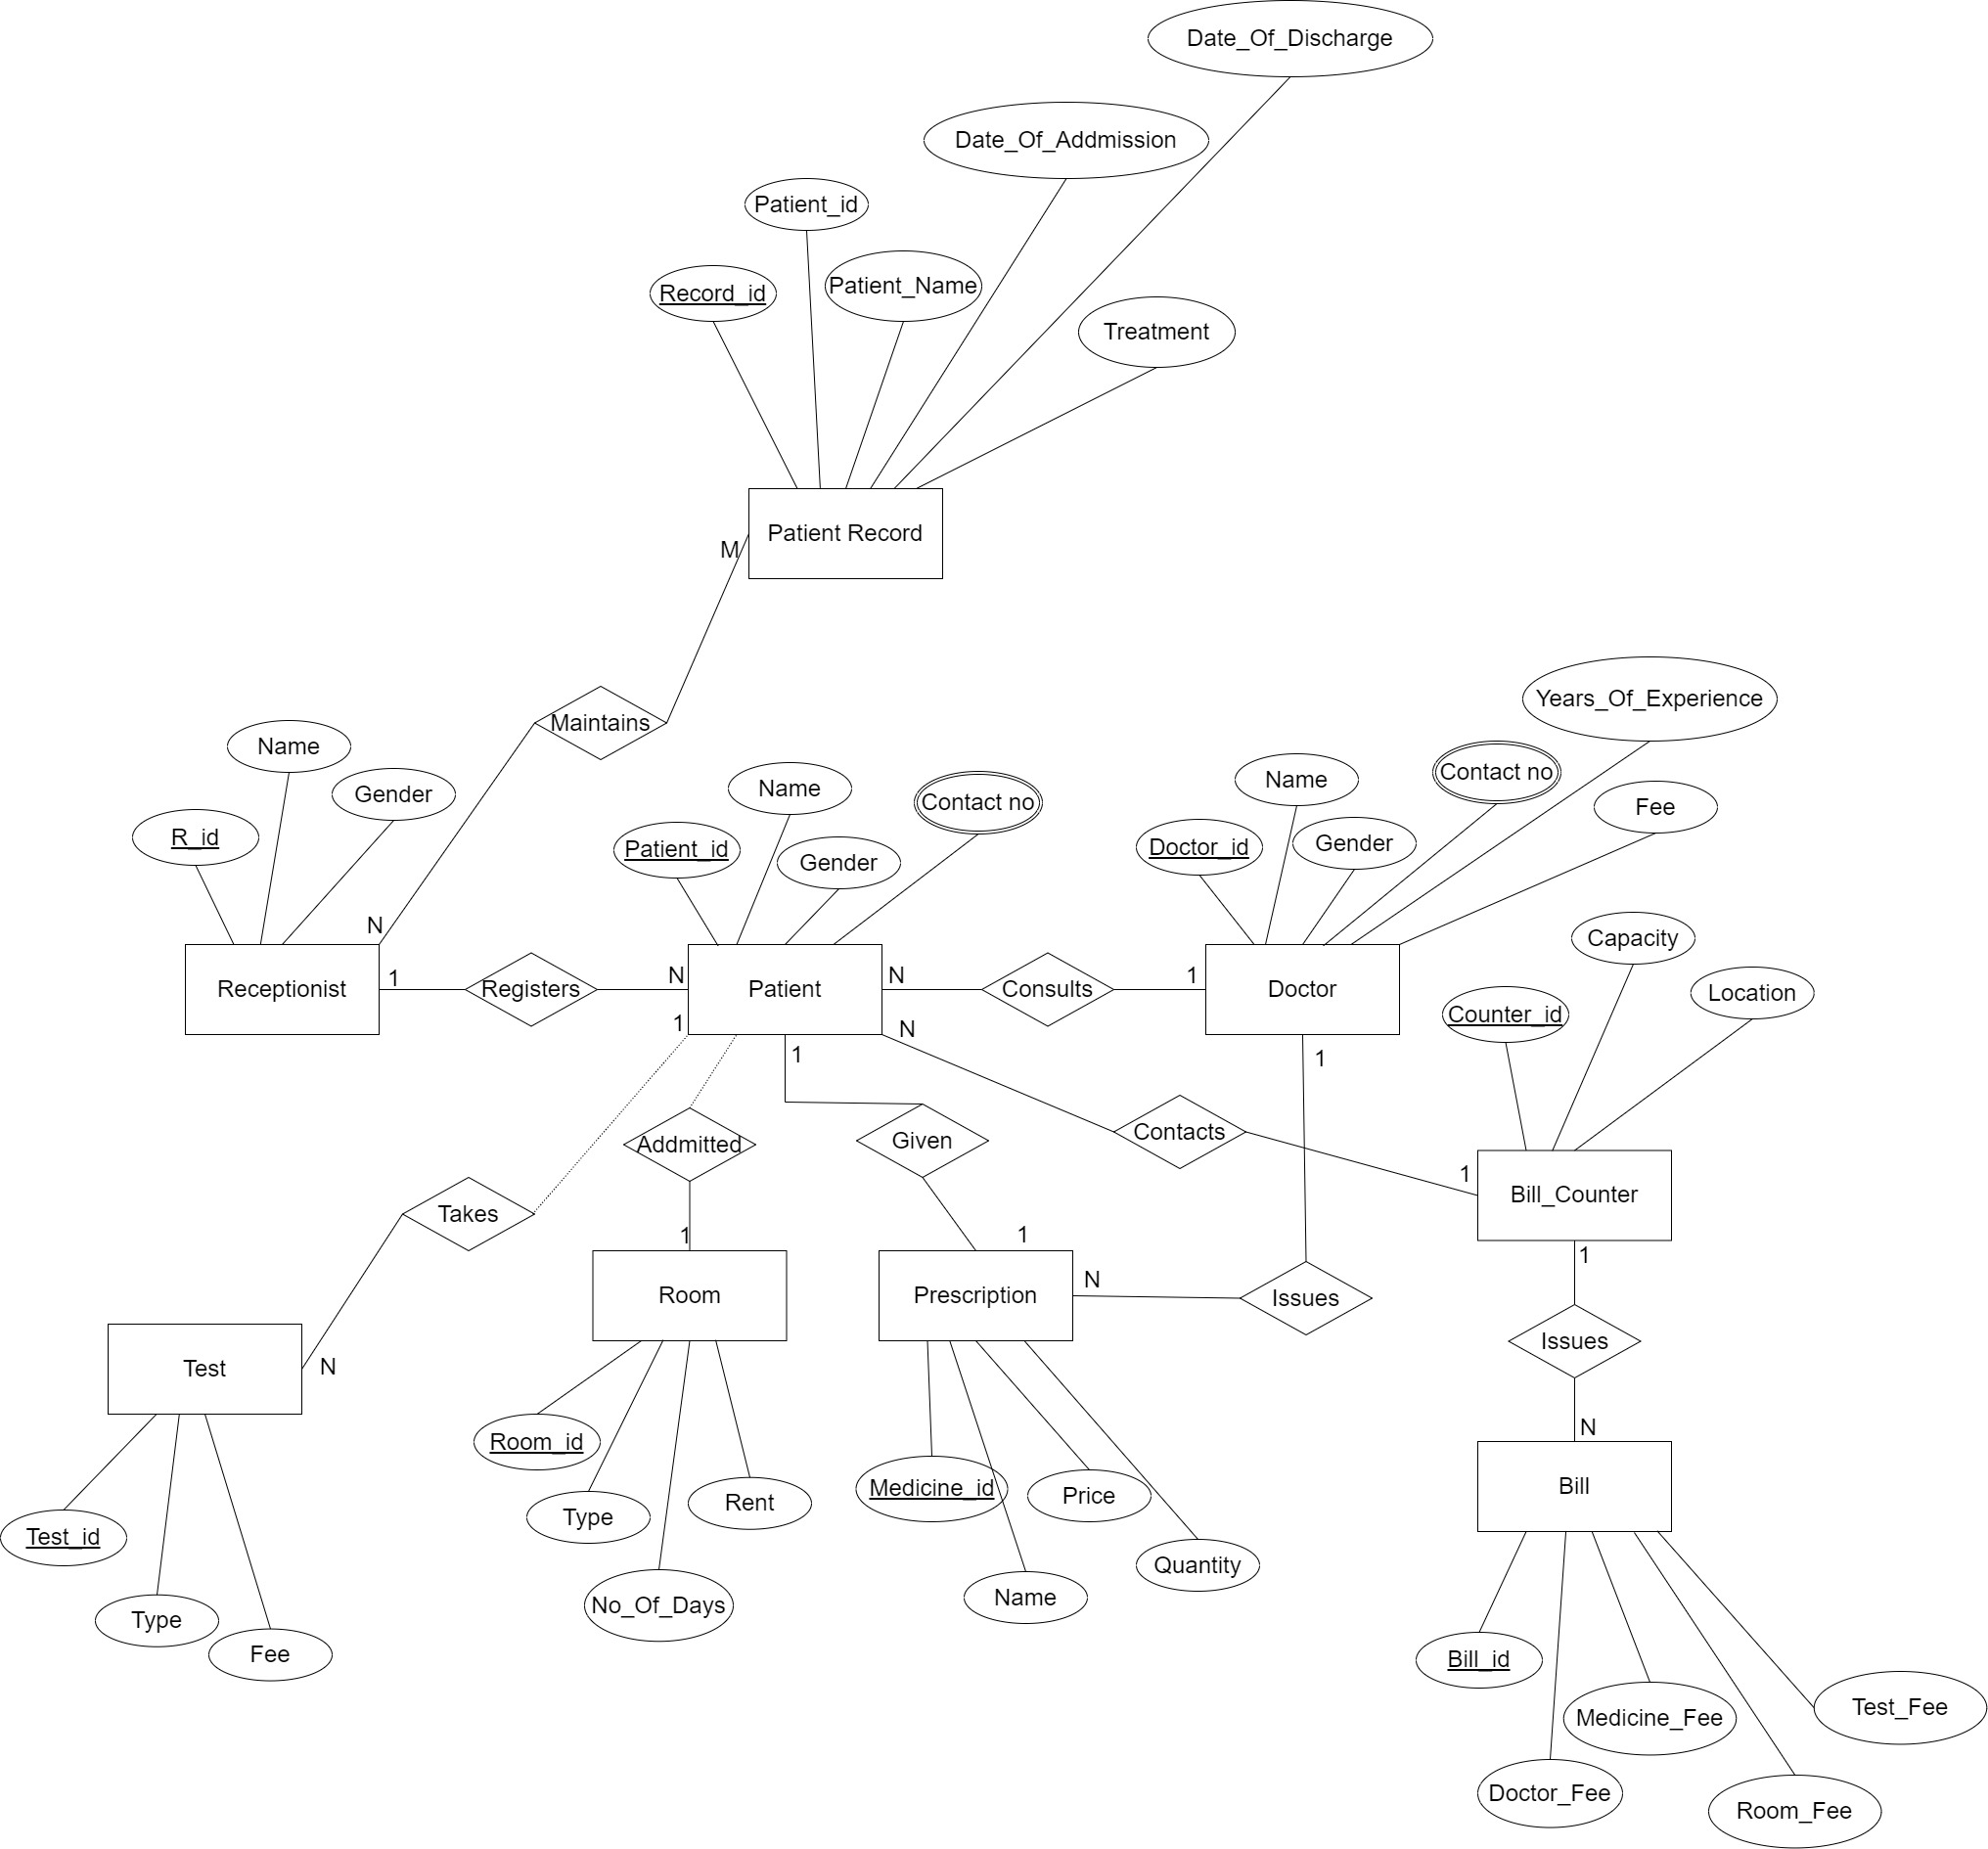 Date_Of_Discharge
Date_Of_Addmission
Patient_id
Patient_Name
Record_id
Treatment
Patient Record
M
Maintains
Years_Of_Experience
Name
Gender
R_id
N
Name
Contact no
Patient_id
Gender
Name
Contact no
Fee
Doctor_id
Gender
Capacity
Location
Counter_id
Receptionist
1
Registers
N
Patient
N
Consults
1
Doctor
1
1
N
1
Addmitted
Given
Contacts
1
Bill_Counter
Takes
1
1
1
Room
Prescription
N
Issues
Issues
Test
N
N
Bill
Room_id
Type
Rent
No_Of_Days
Medicine_id
Price
Name
Quantity
Test_id
Type
Fee
Bill_id
Medicine_Fee
Test_Fee
Doctor_Fee
Room_Fee